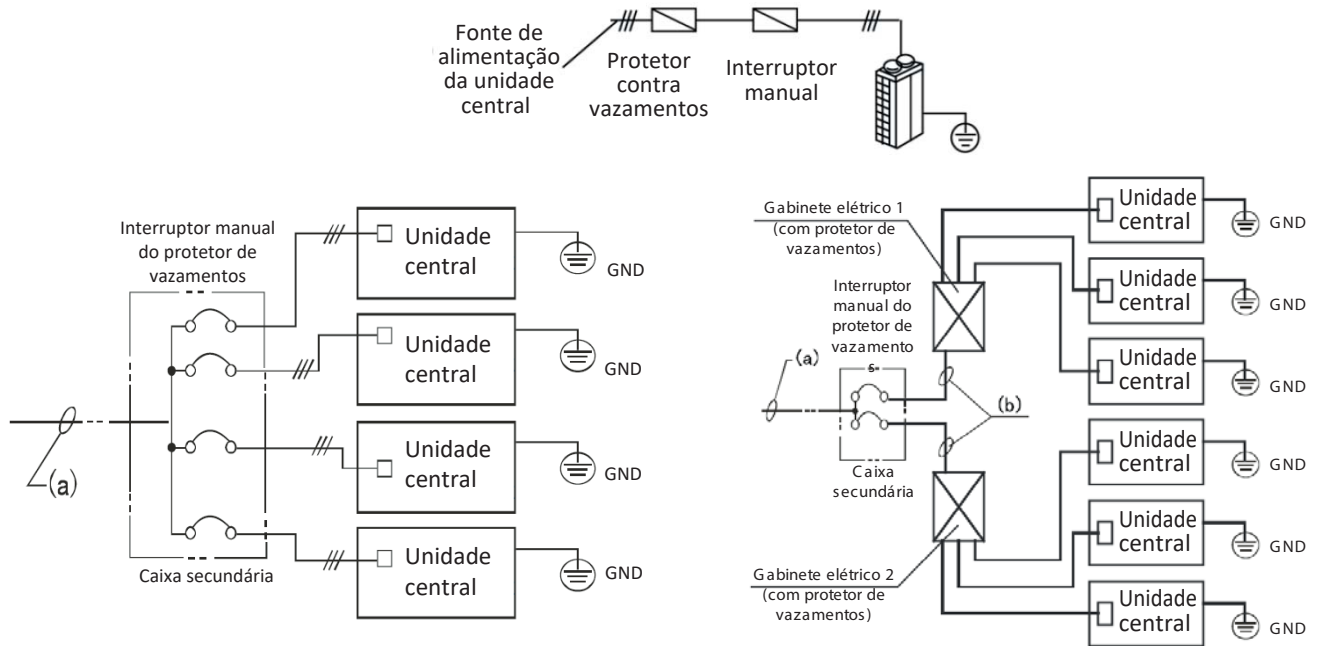 Fonte de
alimentação
da unidade
central
Protetor
contra
vazamentos
Interruptor
manual
Interruptor manual
do protetor de
vazamentos
Unidade
central
GND
Unidade
central
GND
Unidade
central
GND
Unidade
central
GND
(a)
Caixa secundária
Gabinete elétrico 1
(com protetor de
vazamentos)
Interruptor
manual do
protetor de
vazamento
(a)
(b)
Caixa
secundária
Gabinete elétrico 2
(com protetor de
vazamentos)
Unidade
central
GND
Unidade
central
GND
Unidade
central
GND
Unidade
central
GND
Unidade
central
GND
Unidade
central
GND